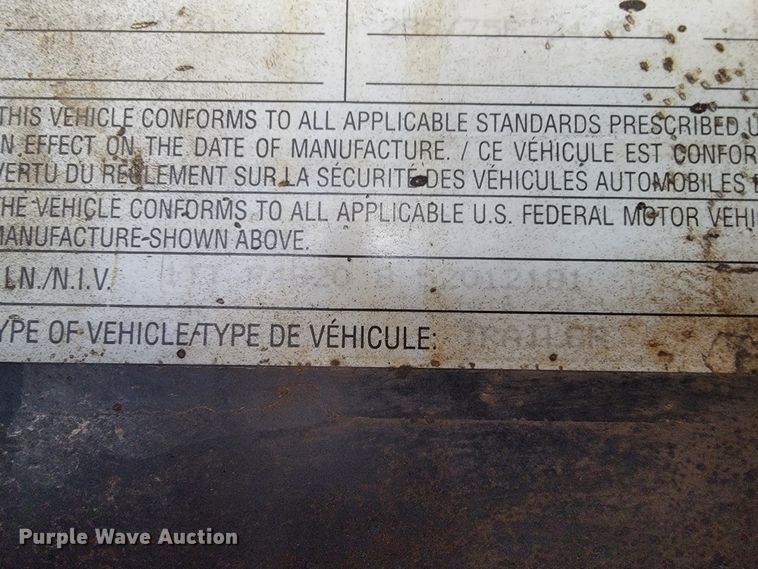 THIS VEHICLE CONFORMS TO ALL APPLICABLE STANDARDS PRESCRIBED U
N EFFECT ON THE DATE OF MANUFACTURE. / CE VÉHICULE EST CONFOR
VERTU DU RÈGLEMENT SUR LA SÉCURITÉ DES VÉHICULES AUTOMOBILES
HE VEHICLE CONFORMS TO ALL APPLICABLE U.S. FEDERAL MOTOR VEHI
MANUFACTURE SHOWN ABOVE.
I.N./N.I.V.
YPE OF VEHICLE/TYPE DE VÉHICULE: TRAILER
Purple Wave Auction